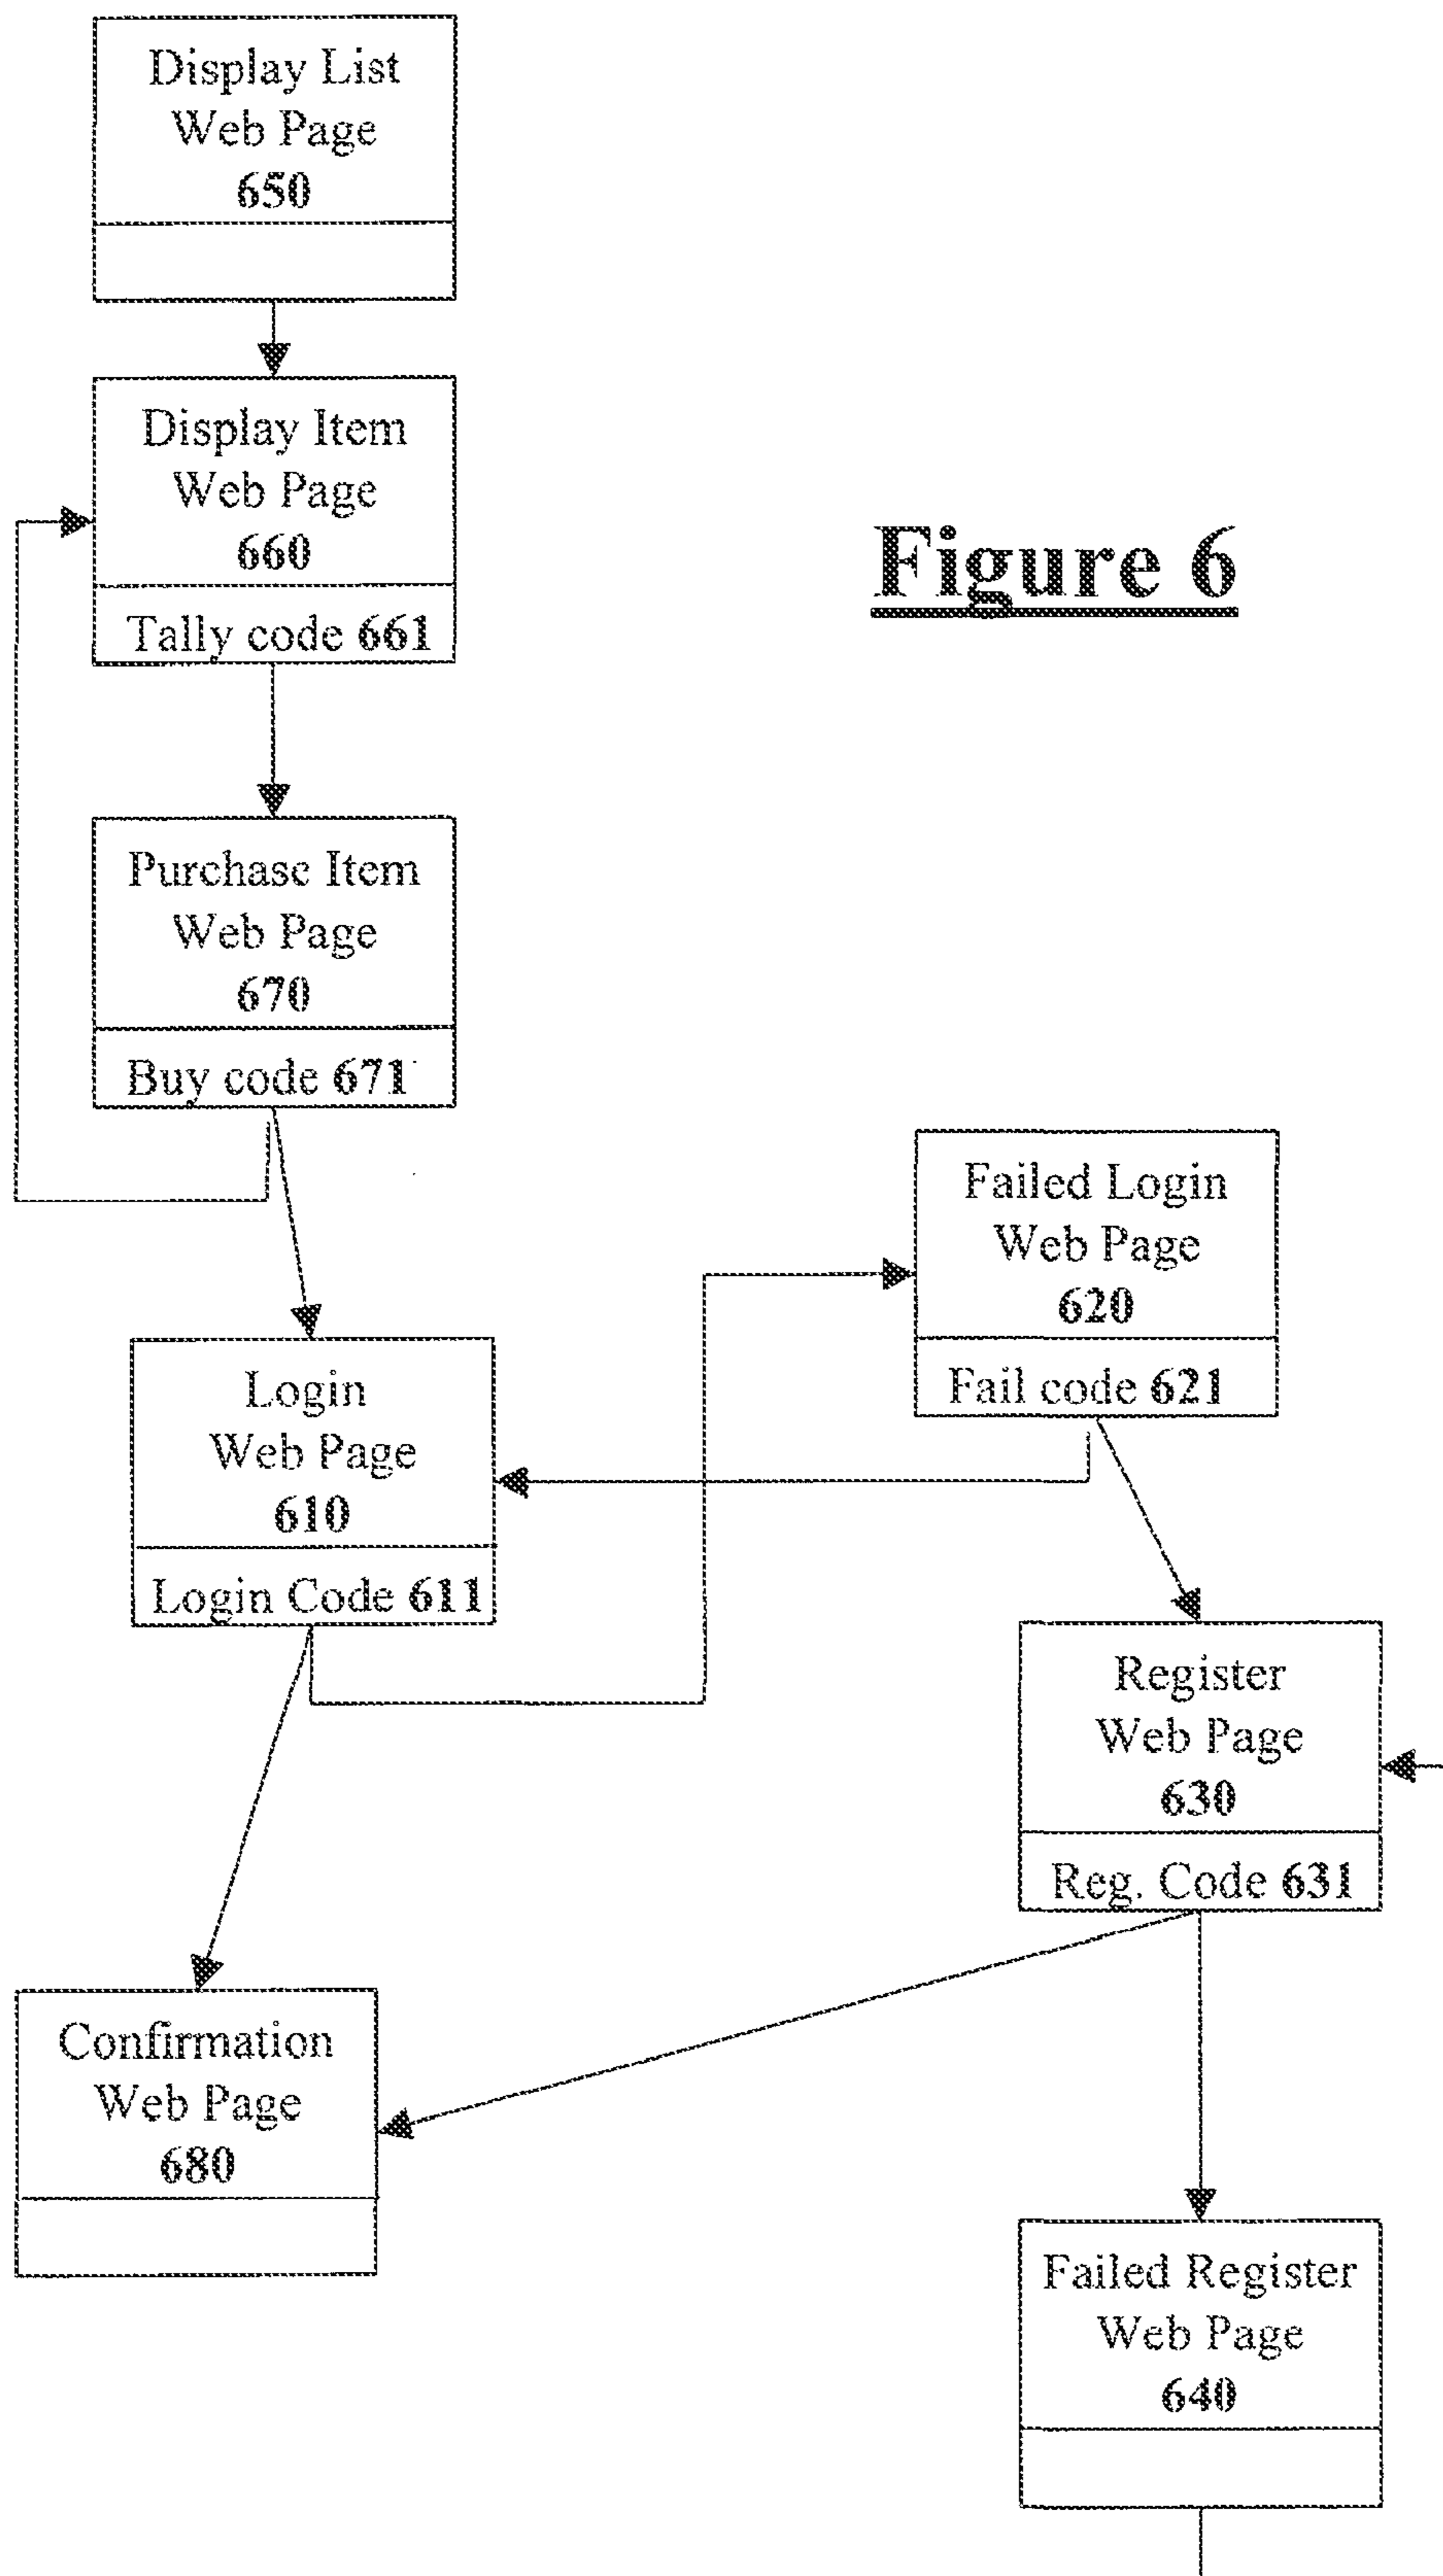 Display List
Web Page
650
Display Item
Web Page
660
Tally code 661
Figure 6
Purchase Item
Web Page
670
Buy code 671
Failed Login
Web Page
620
Fail code 621
Login
Web Page
610
Login Code 611
Register
Web Page
630
Reg. Code 631
Confirmation
Web Page
680
Failed Register
Web Page
640